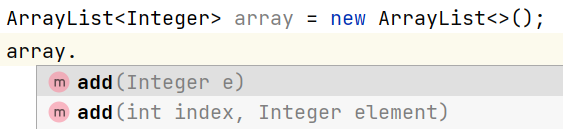 ArrayList<Integer> array = new ArrayList<>();
array.
m add(Integer e)
m add(int index, Integer element)